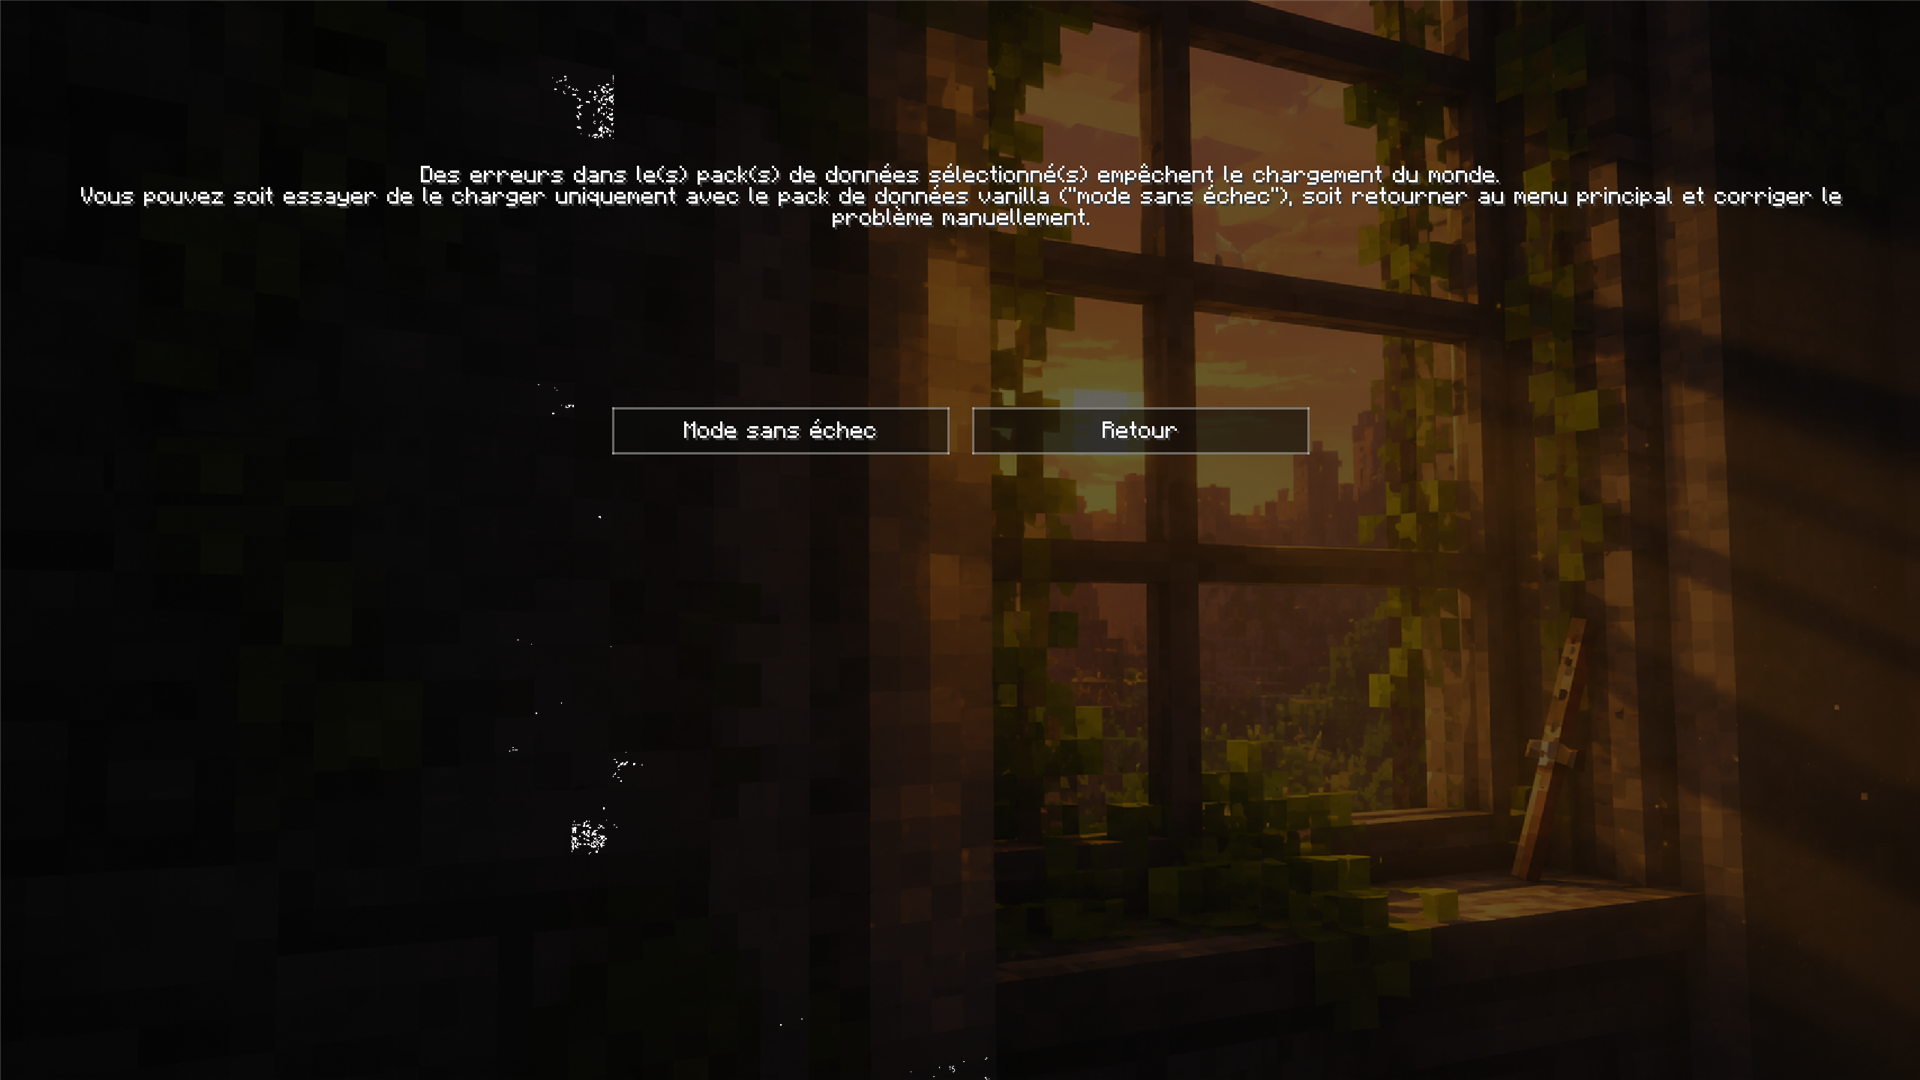 Des erreurs dans le(s) pack(s) de données sélectionné(s) empêchent le chargement du monde.
Vous pouvez soit essayer de le charger uniquement avec le pack de données vanilla ("mode sans échec"), soit retourner au menu principal et corriger le
problème manuellement.
Mode sans échec
Retour